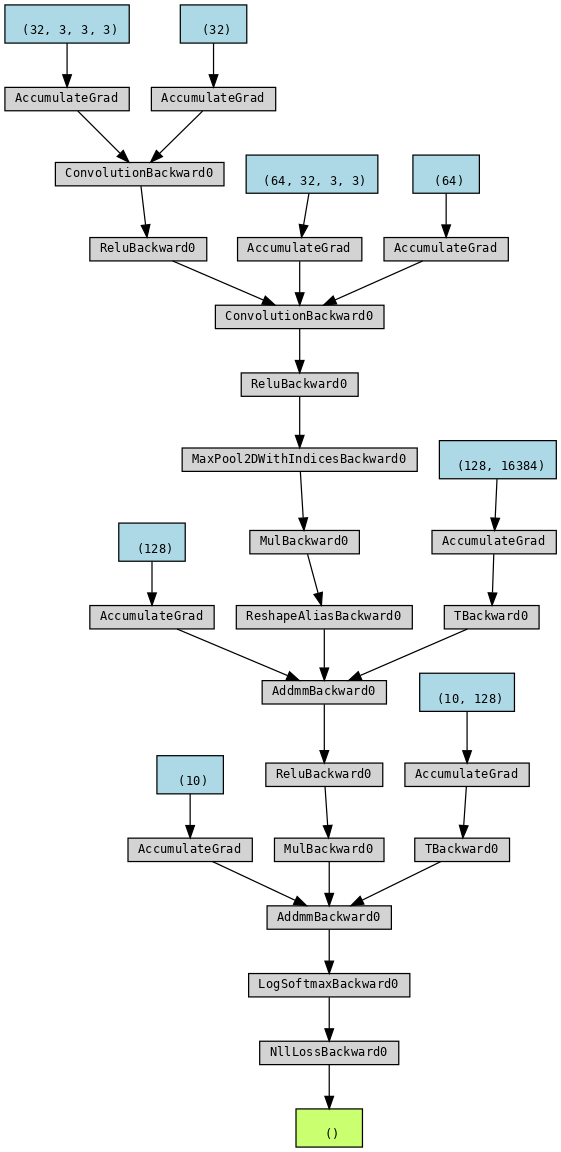 (32, 3, 3, 3)
(32)
AccumulateGrad
AccumulateGrad
ConvolutionBackward0
(64, 32, 3, 3)
(64)
ReluBackward0
AccumulateGrad
AccumulateGrad
ConvolutionBackward0
ReluBackward0
MaxPool2DWithIndicesBackward0
(128, 16384)
(128)
MulBackward0
AccumulateGrad
AccumulateGrad
ReshapeAliasBackward0
TBackward0
AddmmBackward0
(10, 128)
ReluBackward0
AccumulateGrad
(10)
AccumulateGrad
MulBackward0
TBackward0
AddmmBackward0
LogSoftmaxBackward0
NllLossBackward0
()